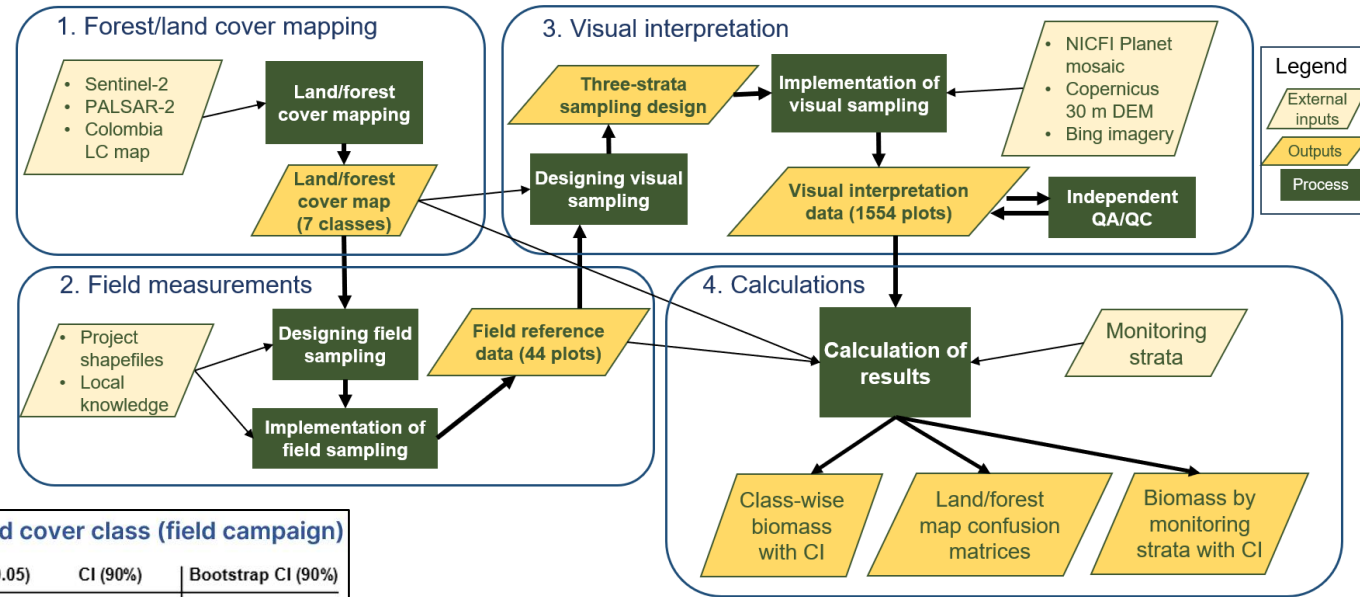 1. Forest/land cover mapping
• Sentinel-2
• PALSAR-2
• Colombia
LC map
Land/forest
cover mapping
Land/forest
cover map
(7 classes)
2. Field measurements
• Project
shapefiles
• Local
knowledge
Designing field
sampling
Implementation of
field sampling
Field reference
data (44 plots)
3. Visual interpretation
Three-strata
sampling design
Designing visual
sampling
Implementation of
visual sampling
• NICFI Planet
mosaic
• Copernicus
30 m DEM
• Bing imagery
Visual interpretation
data (1554 plots)
Independent
QA/QC
Legend
External
inputs
Outputs
Process
4. Calculations
Calculation of
results
Monitoring
strata
Class-wise
biomass
with CI
Land/forest
map confusion
matrices
Biomass by
monitoring
strata with CI
d cover class (field campaign)
.05) CI (90%) Bootstrap CI (90%)